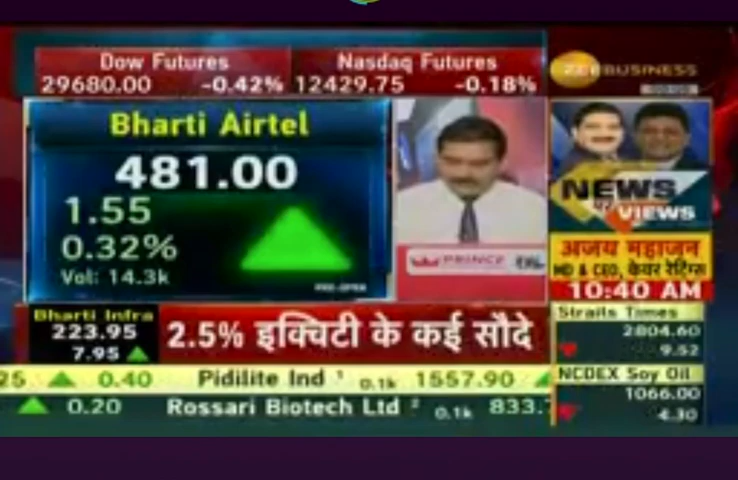 Dow Futures
29680.00 -0.42%
Nasdaq Futures
12429.75 -0.18%
ZEE BUSINESS
Bharti Airtel
481.00
1.55
0.32%
Vol: 14.3k
PRE-OPEN
PRINCE
NEWS
पर
VIEWS
अजय महाजन
MD & CEO, केयर रेटिंग्स
10:40 AM
Bharti Infra
223.95
7.95
2.5% इक्विटी के कई सौदे
Straits Times
2804.60
9.52
NCDEX Soy Oil
1066.00
4.30
25 0.40 Pidilite Ind ¹ 0.1k 1557.90
0.20 Rossari Biotech Ltd ² 0.1k 833.